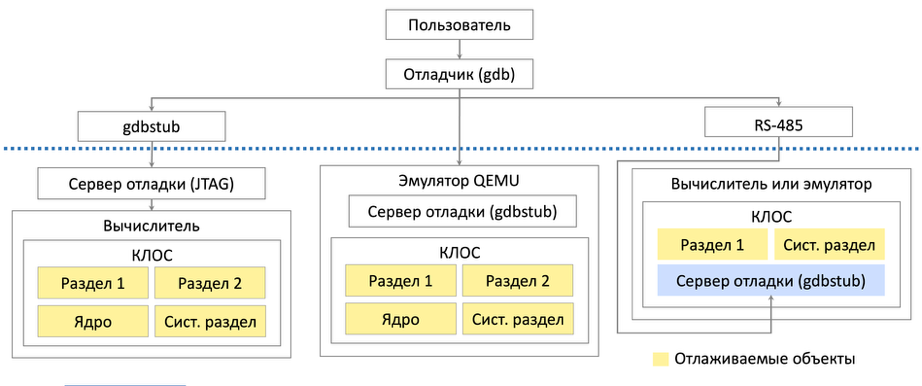 Пользователь
Отладчик (gdb)
gdbstub
RS-485
Сервер отладки (JTAG)
Вычислитель
КЛОС
Раздел 1
Раздел 2
Ядро
Сист. раздел
Эмулятор QEMU
Сервер отладки (gdbstub)
КЛОС
Раздел 1
Раздел 2
Ядро
Сист. раздел
Вычислитель или эмулятор
КЛОС
Раздел 1
Сист. раздел
Сервер отладки (gdbstub)
Отлаживаемые объекты